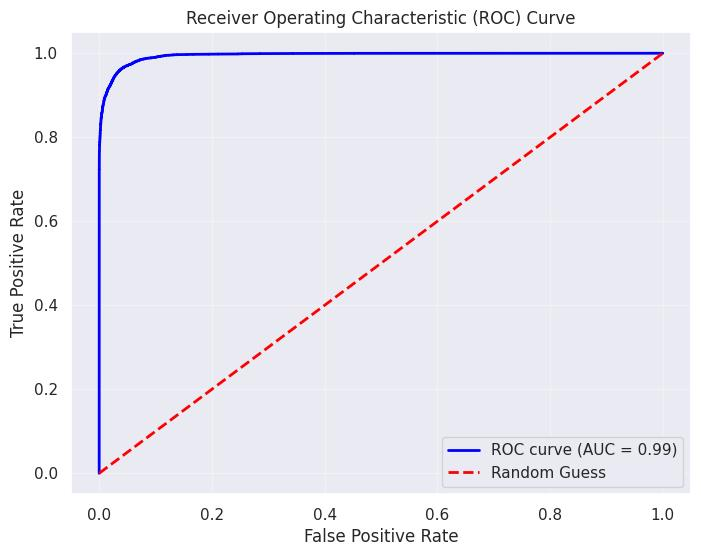 Receiver Operating Characteristic (ROC) Curve
True Positive Rate
1.0
0.8
0.6
0.4
0.2
0.0
0.0 0.2 0.4 0.6 0.8 1.0
False Positive Rate
ROC curve (AUC = 0.99)
Random Guess